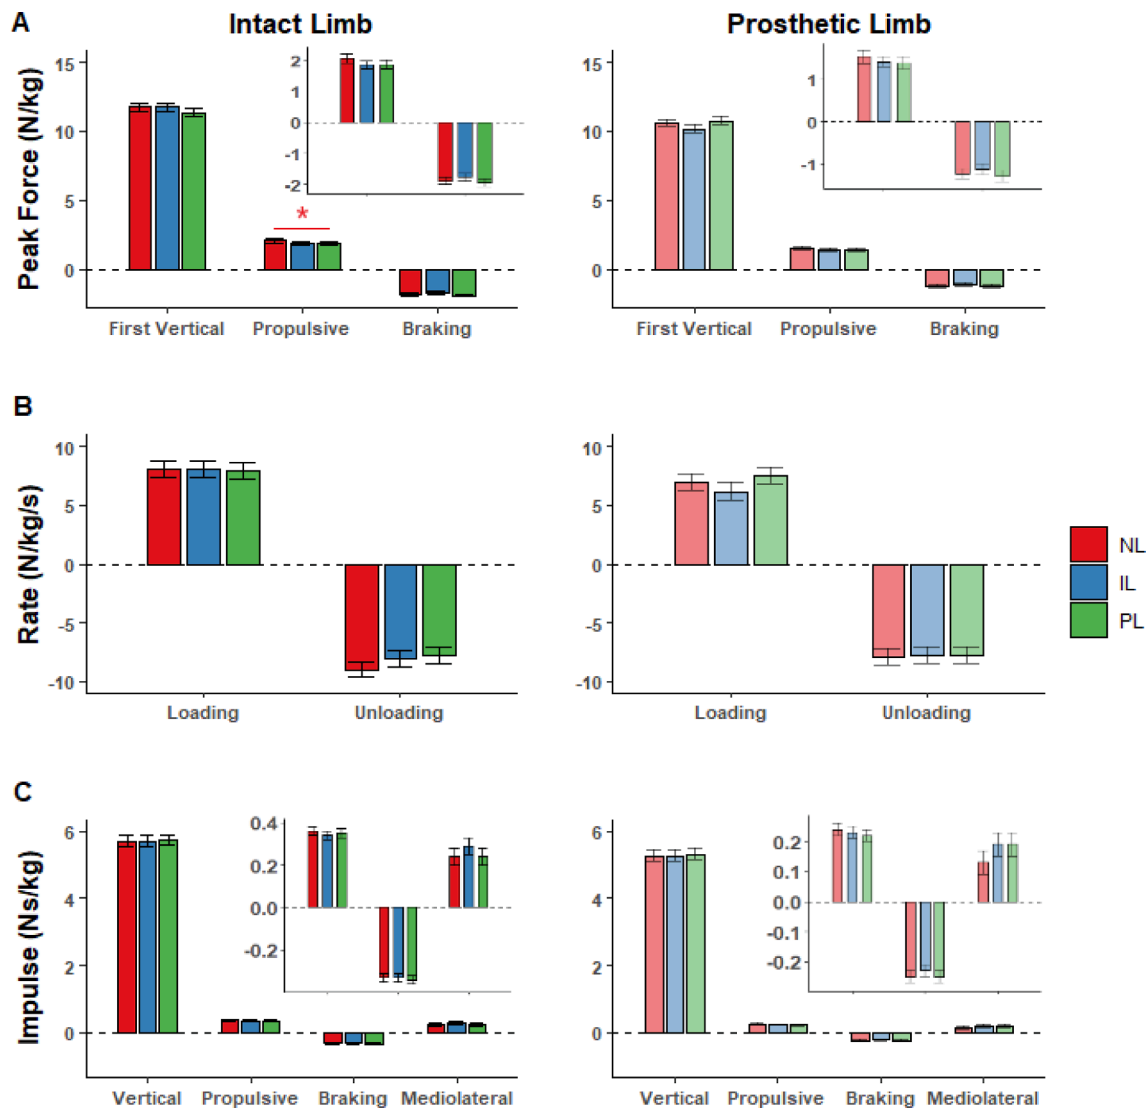 A
Intact Limb
Prosthetic Limb
Peak Force (N/kg)
15
10
5
0
2
1
0
-1
-2
*
First Vertical Propulsive Braking
15
10
5
0
1
0
-1
First Vertical Propulsive Braking
B
Rate (N/kg/s)
10
5
0
-5
-10
Loading Unloading
10
5
0
-5
-10
Loading Unloading
NL
IL
PL
C
Impulse (Ns/kg)
6
4
2
0
0.4
0.2
0.0
-0.2
Vertical Propulsive Braking Mediolateral
6
4
2
0
0.2
0.1
0.0
-0.1
-0.2
Vertical Propulsive Braking Mediolateral